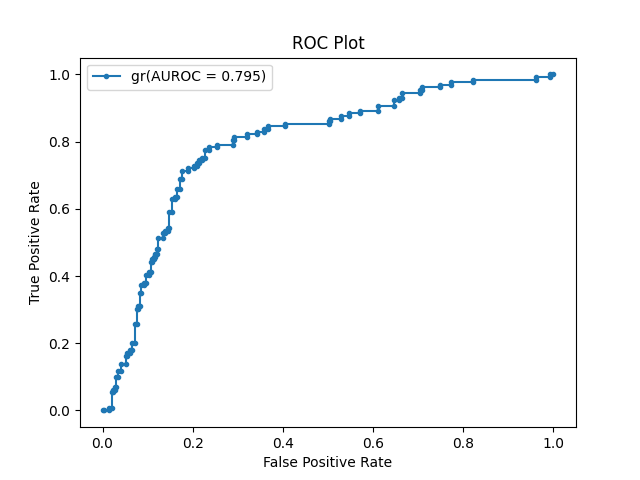 ROC Plot
gr(AUROC = 0.795)
1.0
0.8
0.6
0.4
0.2
0.0
True Positive Rate
0.0 0.2 0.4 0.6 0.8 1.0
False Positive Rate